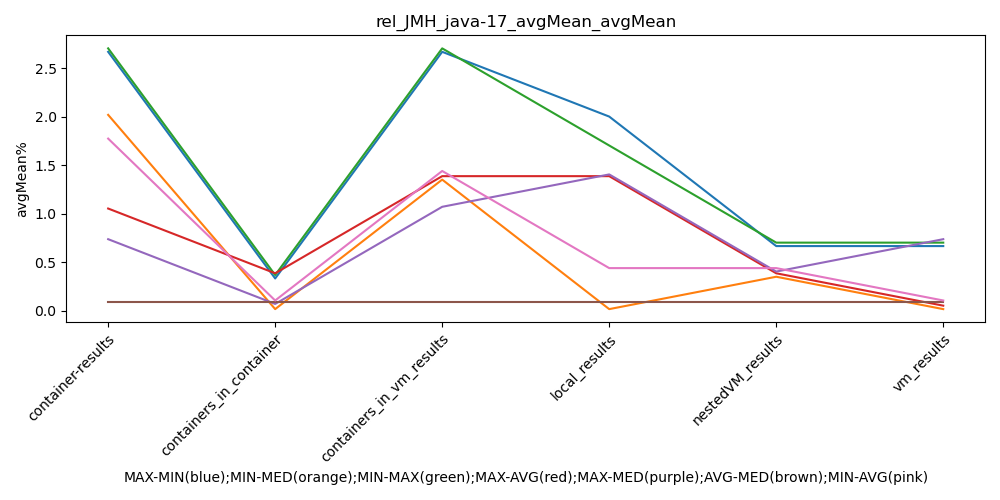 rel_JMH_java-17_avgMean_avgMean
avgMean%
2.5
2.0
1.5
1.0
0.5
0.0
container-results
containers_in_container
containers_in_vm_results
local_results
nestedVM_results
vm_results
MAX-MIN(blue);MIN-MED(orange);MIN-MAX(green);MAX-AVG(red);MAX-MED(purple);AVG-MED(brown);MIN-AVG(pink)